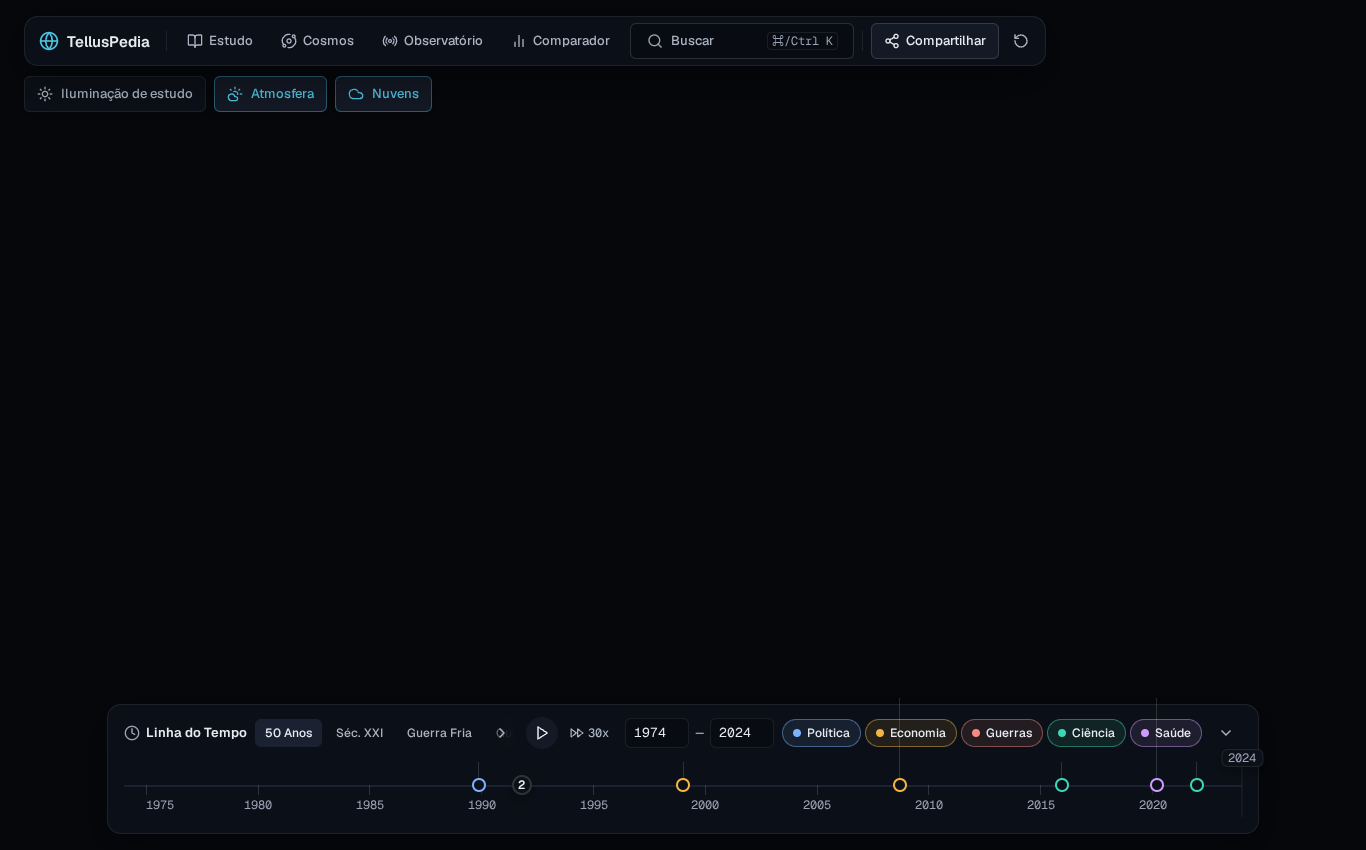 TellusPedia Estudo Cosmos Observatório Comparador Buscar ⌘/Ctrl K Compartilhar
Iluminação de estudo Atmosfera Nuvens
Linha do Tempo 50 Anos Séc. XXI Guerra Fria 30x 1974 — 2024 Política Economia Guerras Ciência Saúde
2024
2
1975 1980 1985 1990 1995 2000 2005 2010 2015 2020